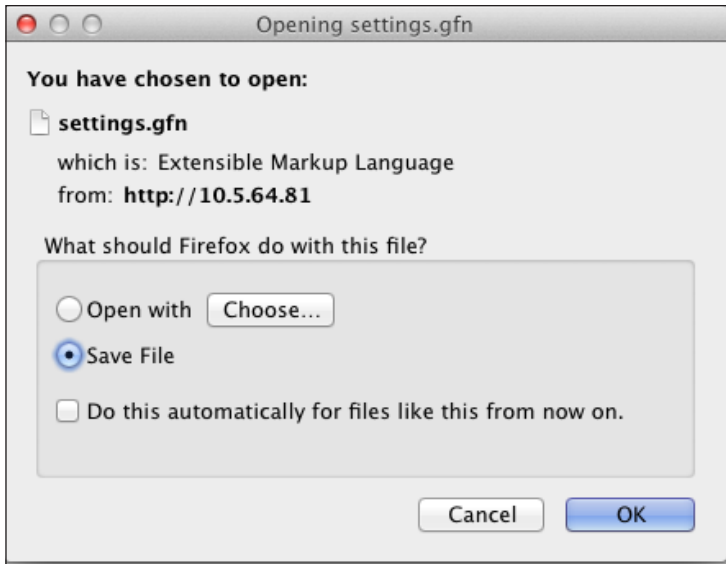 Opening settings.gfn
You have chosen to open:
settings.gfn
which is: Extensible Markup Language
from: http://10.5.64.81
What should Firefox do with this file?
Open with Choose...
Save File
Do this automatically for files like this from now on.
Cancel OK